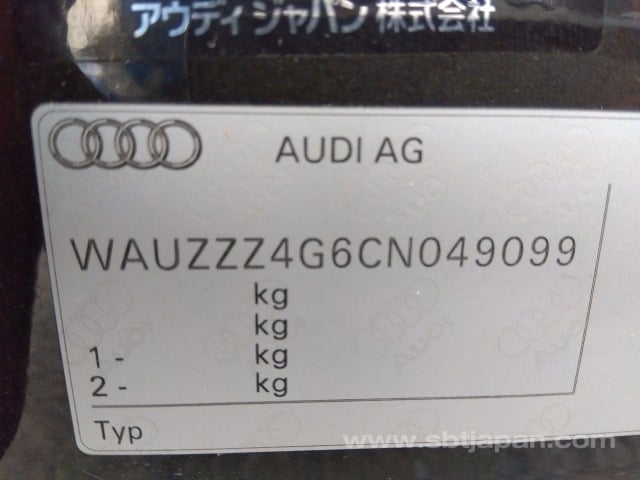 アウディ ジャパン 株式会社
AUDI AG
WAUZZZ4G6CN049099
kg
kg
1 - kg
2 - kg
Typ
www.sbtjapan.com